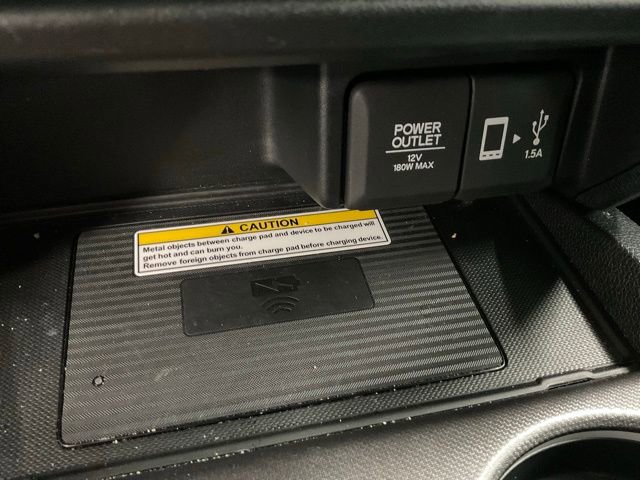 POWER
OUTLET
12V
180W MAX
1.5A
CAUTION
Metal objects between charge pad and device to be charged will
get hot and can burn you.
Remove foreign objects from charge pad before charging device.